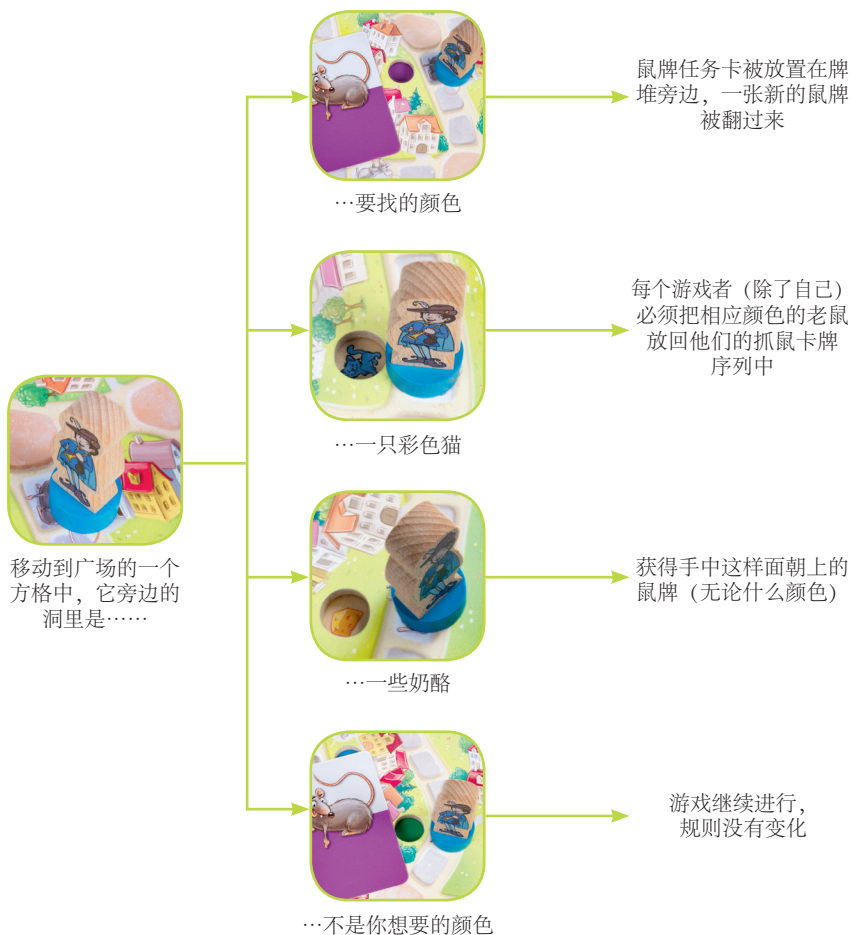 鼠牌任务卡被放置在牌
堆旁边，一张新的鼠牌
被翻过来
…要找的颜色
每个游戏者（除了自己）
必须把相应颜色的老鼠
放回他们的抓鼠卡牌
序列中
…一只彩色猫
移动到广场的一个
方格中，它旁边的
洞里是……
获得手中这样面朝上的
鼠牌（无论什么颜色）
…一些奶酪
游戏继续进行，
规则没有变化
…不是你想要的颜色